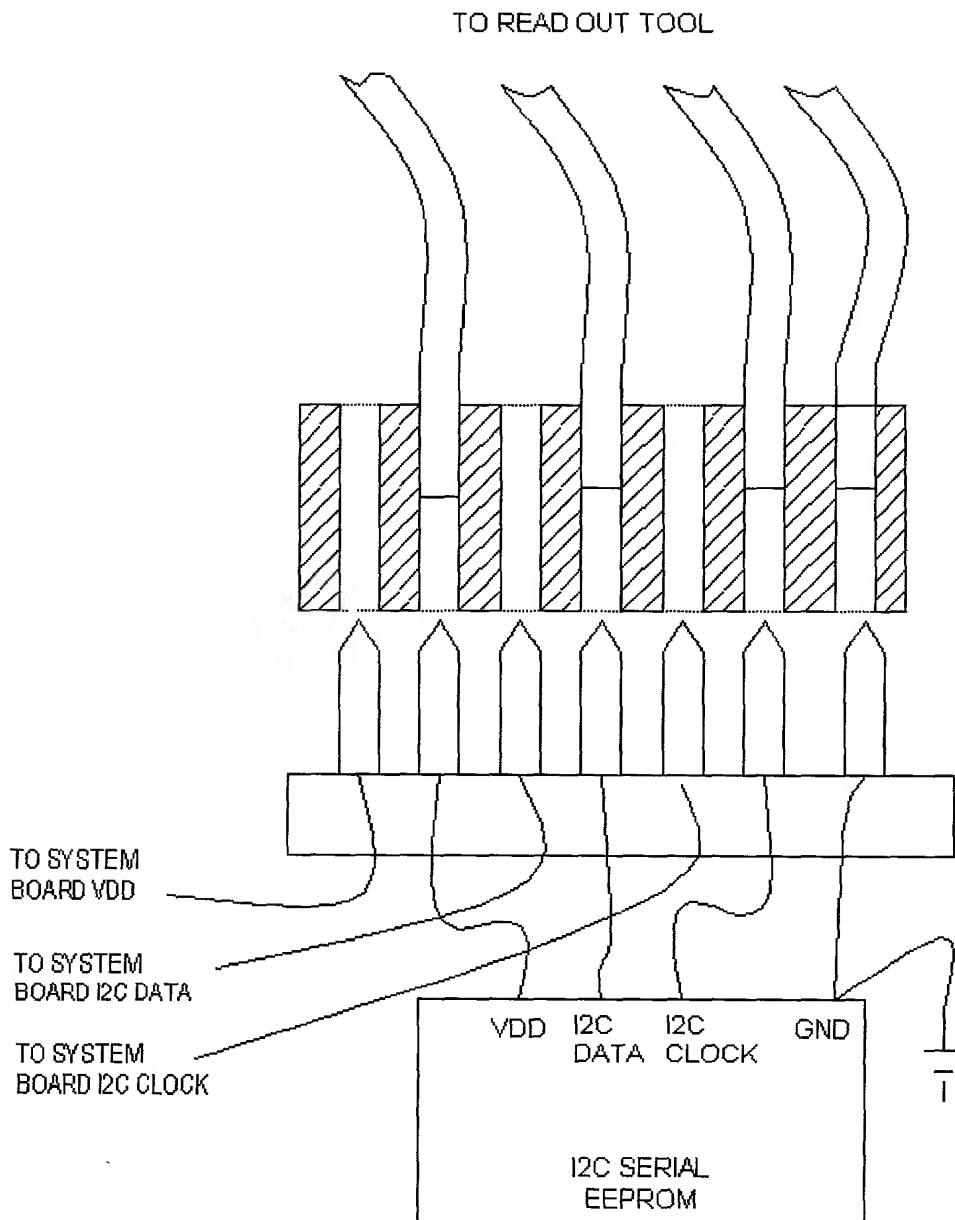 TO READ OUT TOOL
TO SYSTEM
BOARD VDD
TO SYSTEM
BOARD I2C DATA
TO SYSTEM
BOARD I2C CLOCK
VDD I2C I2C GND
DATA CLOCK
I2C SERIAL
EEPROM